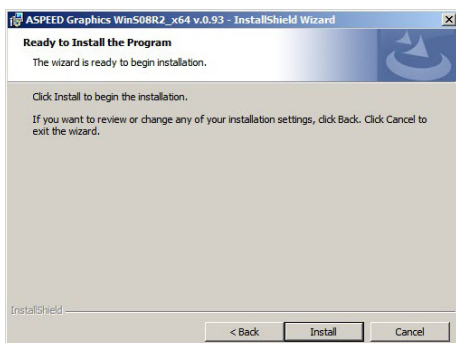 ASPEED Graphics WinS08R2_x64 v.0.93 - InstallShield Wizard
Ready to Install the Program
The wizard is ready to begin installation.
Click Install to begin the installation.
If you want to review or change any of your installation settings, click Back. Click Cancel to
exit the wizard.
InstallShield
< Back Install Cancel